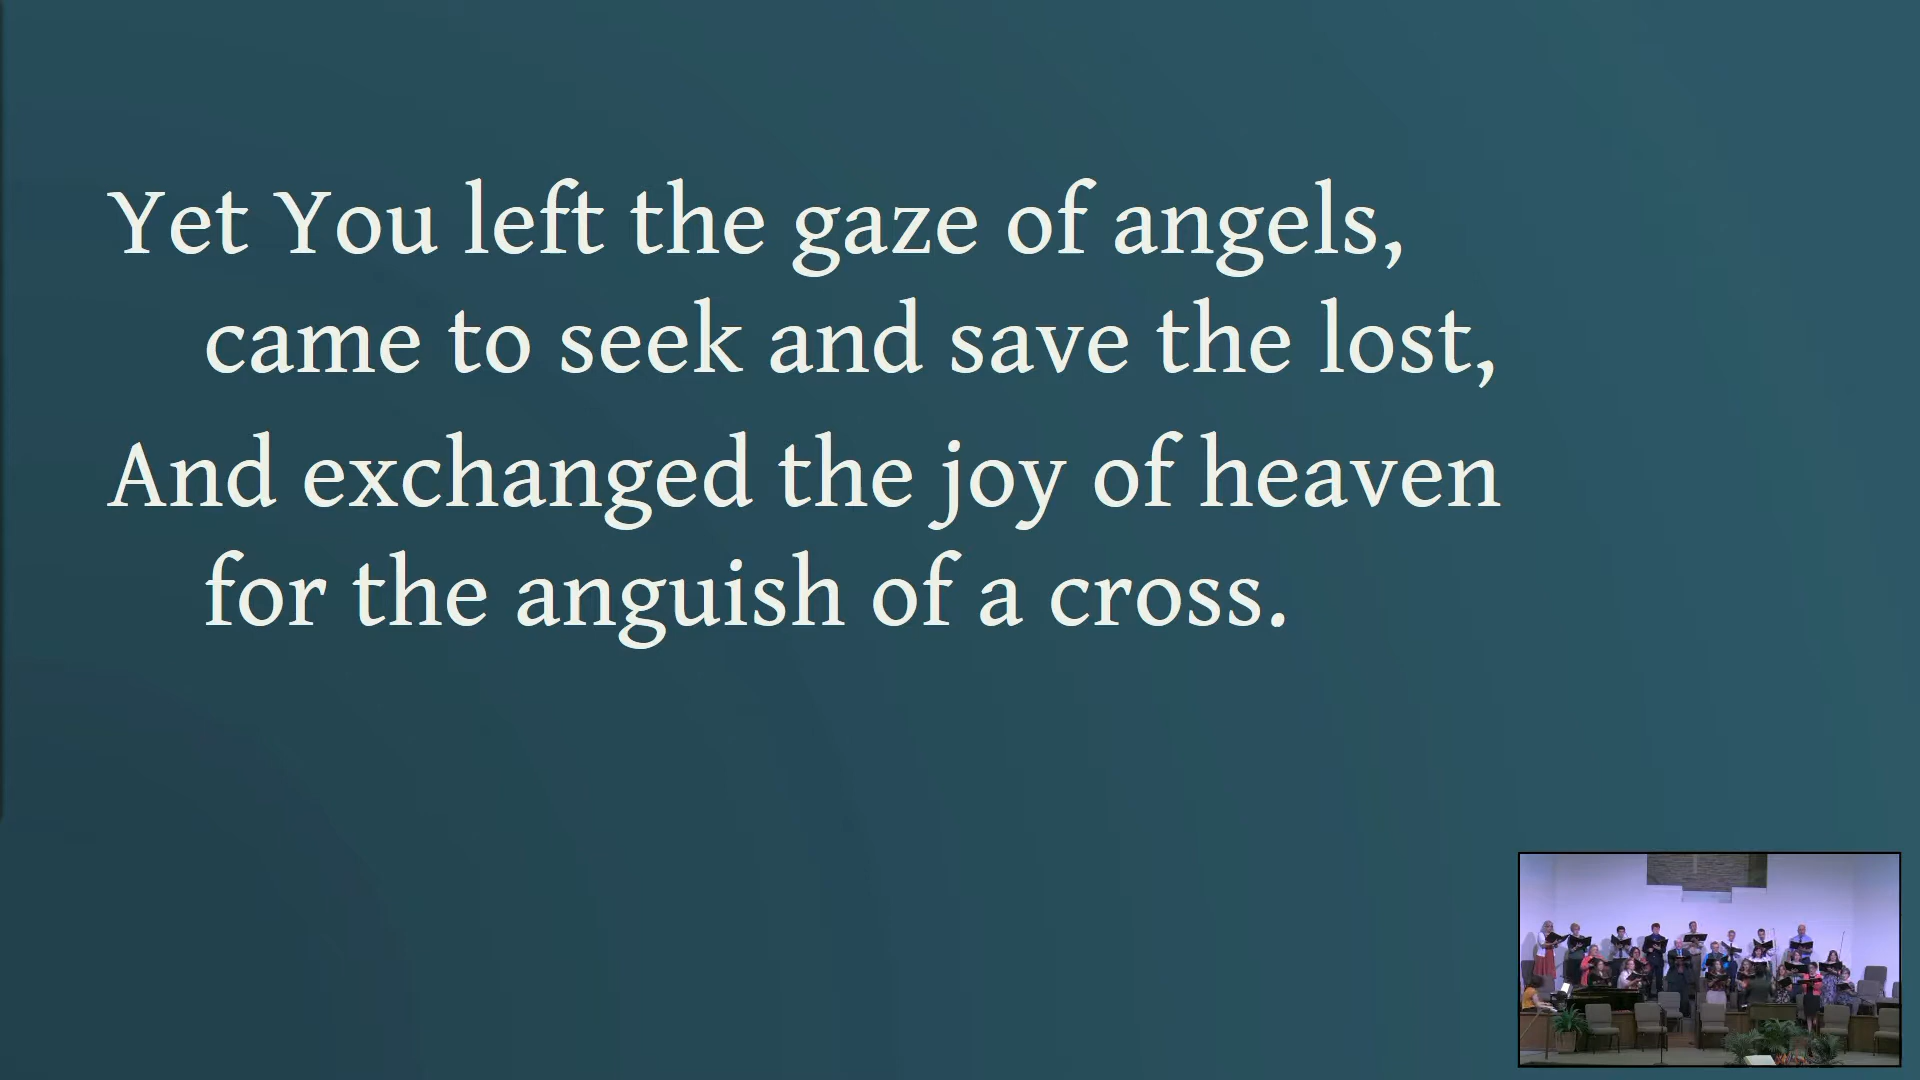 Yet You left the gaze of angels,
came to seek and save the lost,
And exchanged the joy of heaven
for the anguish of a cross.